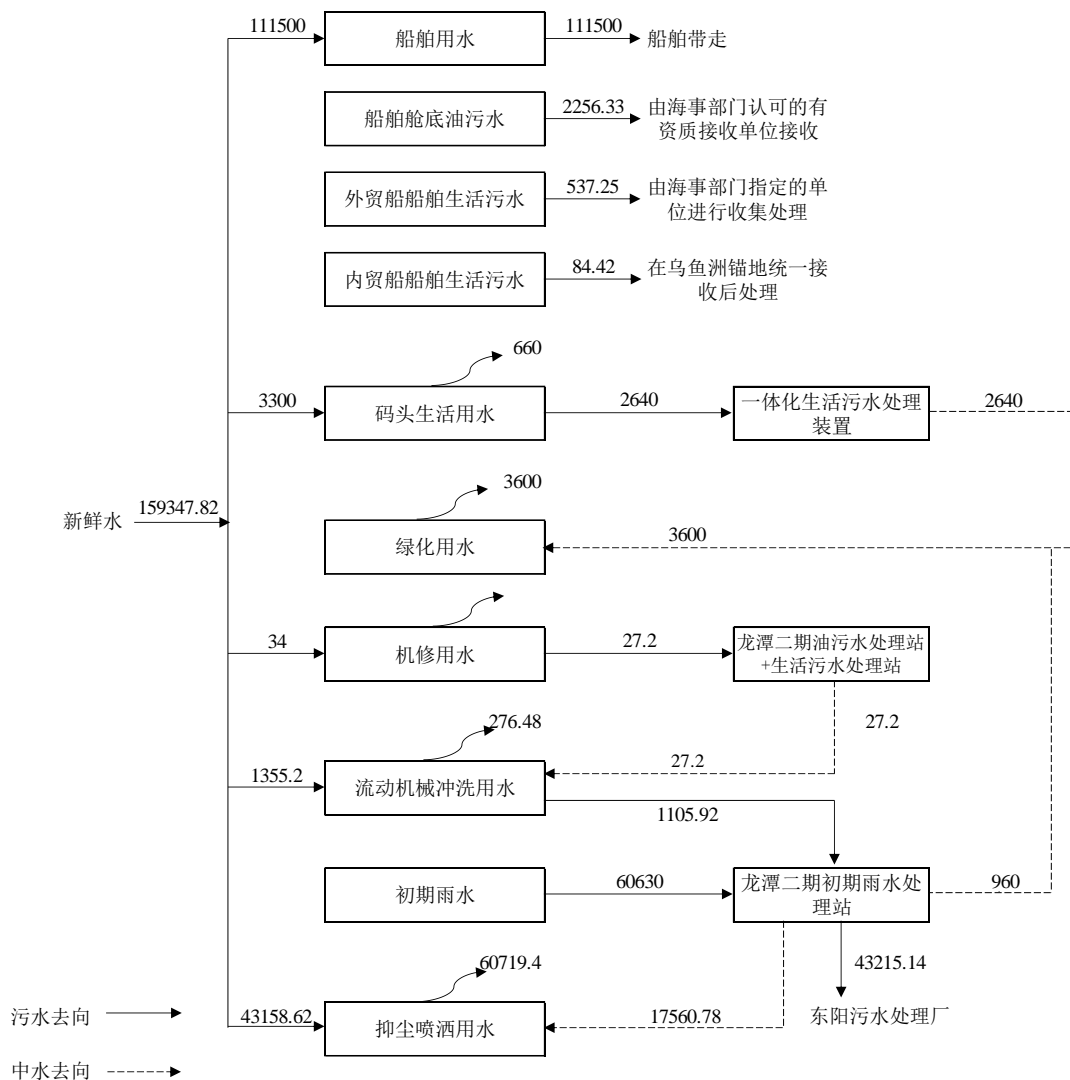 111500
船舶用水
111500
船舶带走
船舶舱底油污水
2256.33
由海事部门认可的有
资质接收单位接收
外贸船船舶生活污水
537.25
由海事部门指定的单
位进行收集处理
内贸船船舶生活污水
84.42
在乌鱼洲锚地统一接
收后处理
660
3300
码头生活用水
2640
一体化生活污水处理
装置
2640
3600
新鲜水
159347.82
绿化用水
3600
34
机修用水
27.2
龙潭二期油污水处理站
+生活污水处理站
276.48
27.2
27.2
1355.2
流动机械冲洗用水
1105.92
初期雨水
60630
龙潭二期初期雨水处
理站
960
60719.4
43215.14
43158.62
抑尘喷洒用水
17560.78
东阳污水处理厂
污水去向
中水去向